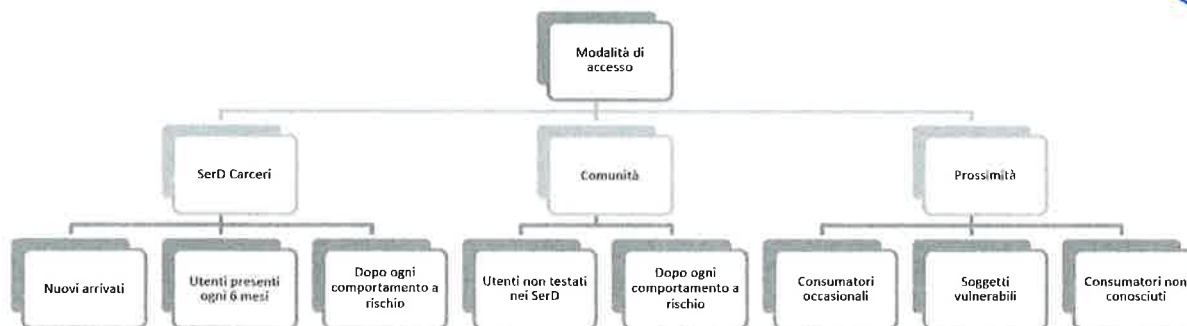 Modalità di
accesso
SerD Carceri
Comunità
Prossimità
Nuovi arrivati
Utenti presenti
ogni 6 mesi
Dopo ogni
comportamento a
rischio
Utenti non testati
nei SerD
Dopo ogni
comportamento a
rischio
Consumatori
occasionali
Soggetti
vulnerabili
Consumatori non
conosciuti